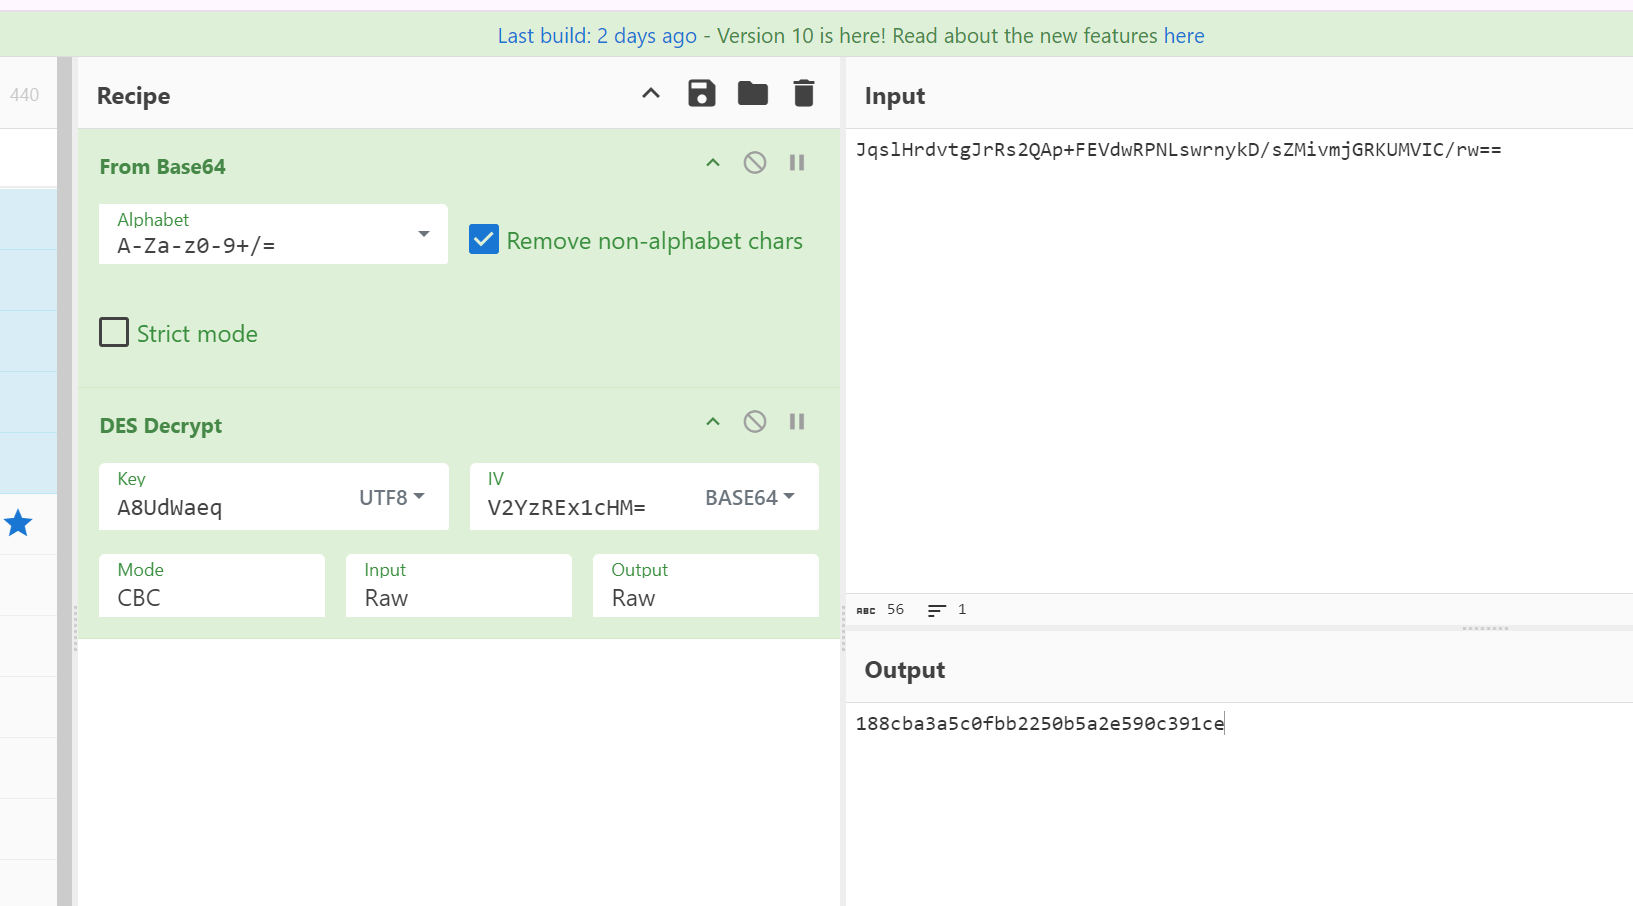 Last build: 2 days ago - Version 10 is here! Read about the new features here
440
Recipe
From Base64
Alphabet
A-Za-z0-9+/=
Remove non-alphabet chars
Strict mode
DES Decrypt
Key
A8UdWaeq
UTF8
IV
V2YzREx1cHM=
BASE64
Mode
CBC
Input
Raw
Output
Raw
Input
JqslHrdvtgJrRs2QAp+FEVdwRPNLswrnykD/sZMivmjGRKUMVIC/rw==
ABC 56 1
Output
188cba3a5c0fbb2250b5a2e590c391ce